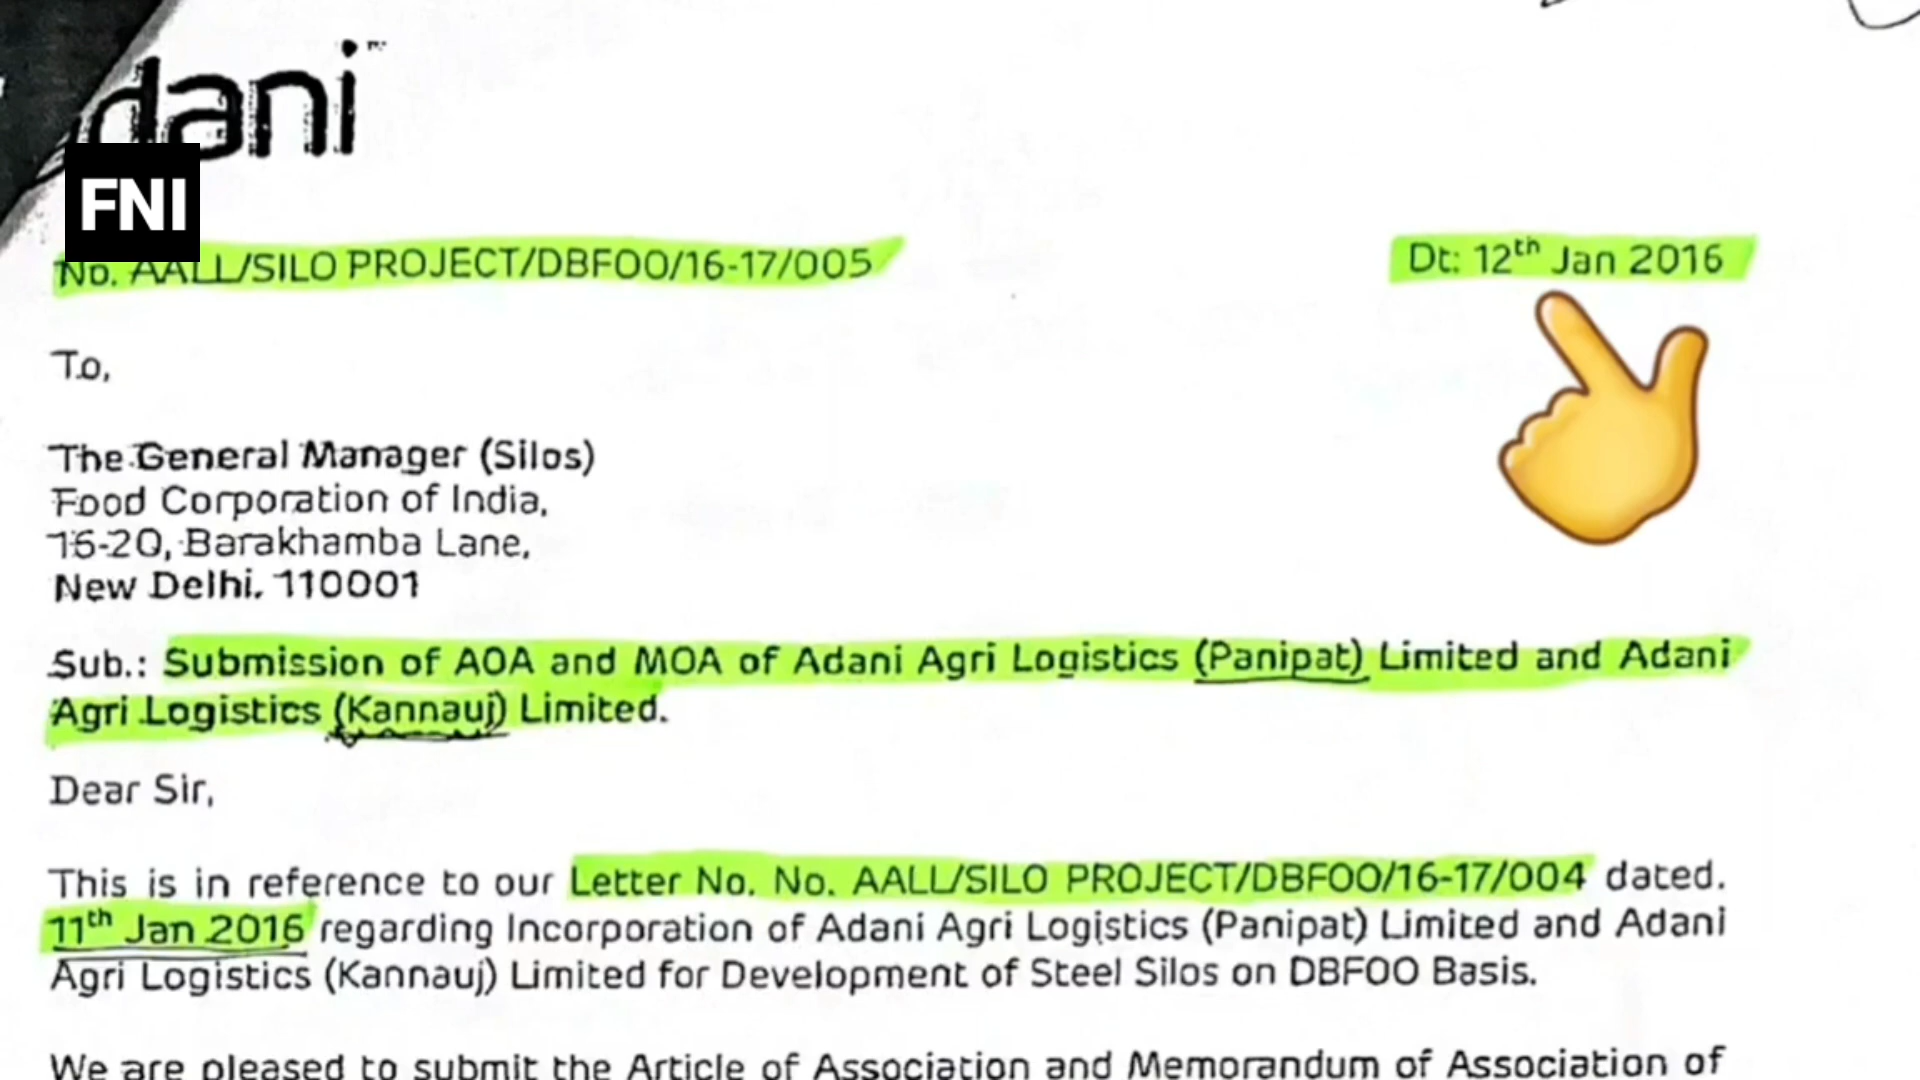 dani™
FNI
No. AALL/SILO PROJECT/DBFOO/16-17/005
Dt: 12th Jan 2016
To,
The General Manager (Silos)
Food Corporation of India,
16-20, Barakhamba Lane,
New Delhi. 110001
Sub.: Submission of AOA and MOA of Adani Agri Logistics (Panipat) Limited and Adani
Agri Logistics (Kannauj) Limited.
Dear Sir,
This is in reference to our Letter No. No. AALL/SILO PROJECT/DBFOO/16-17/004 dated.
11th Jan 2016 regarding Incorporation of Adani Agri Logistics (Panipat) Limited and Adani
Agri Logistics (Kannauj) Limited for Development of Steel Silos on DBFOO Basis.
We are pleased to submit the Article of Association and Memorandum of Association of